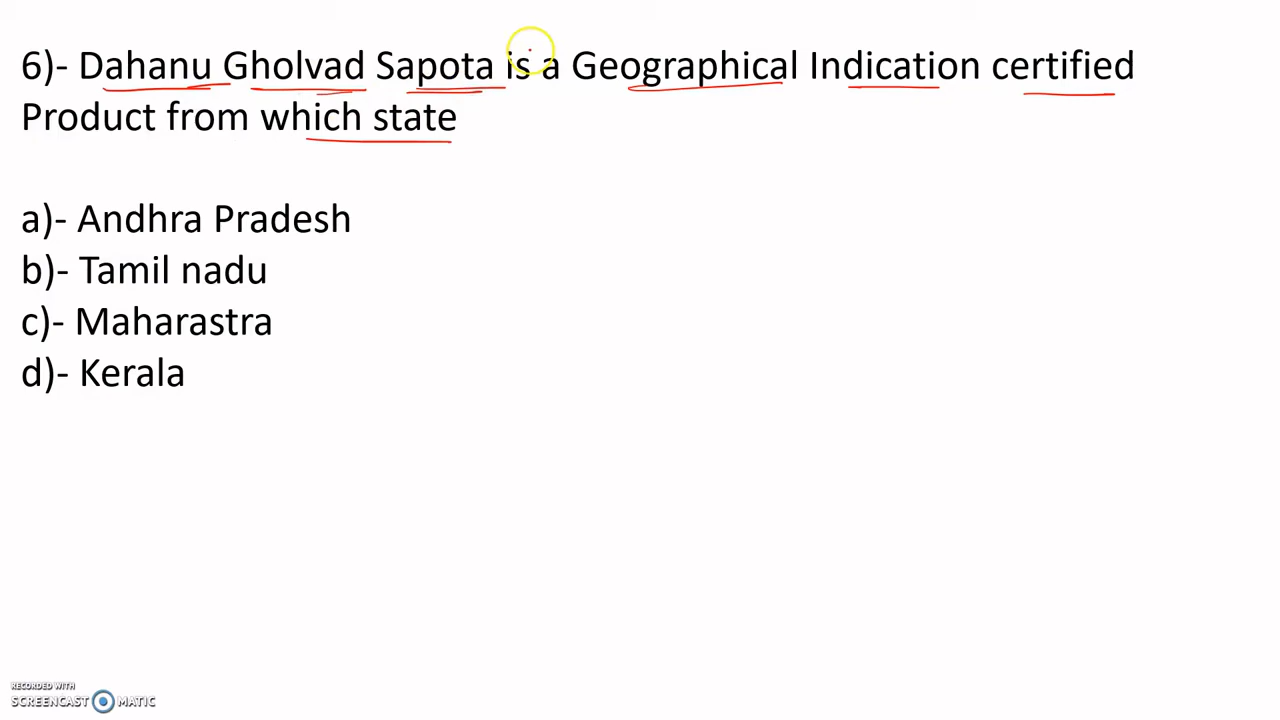 6)- Dahanu Gholvad Sapota is a Geographical Indication certified
Product from which state
a)- Andhra Pradesh
b)- Tamil nadu
c)- Maharastra
d)- Kerala
RECORDED WITH
SCREENCAST MATIC